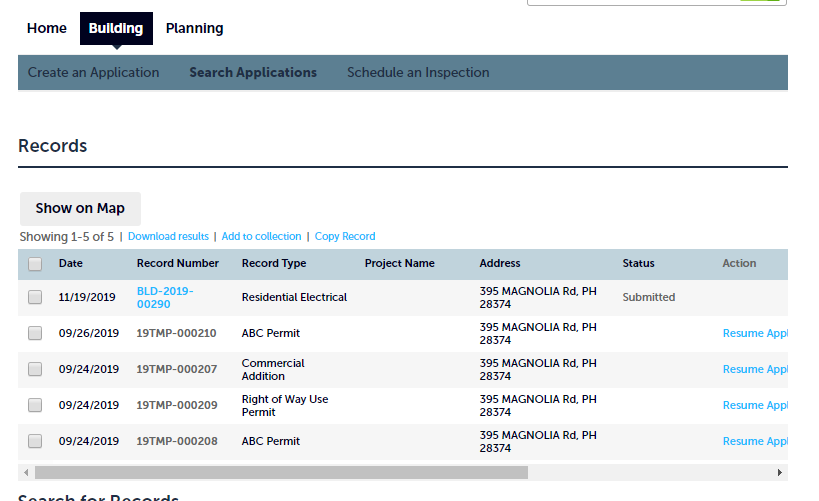 Home Building Planning
Create an Application Search Applications Schedule an Inspection
Records
Show on Map
Showing 1-5 of 5 | Download results | Add to collection | Copy Record
Date Record Number Record Type Project Name Address Status Action
11/19/2019 BLD-2019-00290 Residential Electrical 395 MAGNOLIA Rd, PH 28374 Submitted
09/26/2019 19TMP-000210 ABC Permit 395 MAGNOLIA Rd, PH 28374 Resume Appl
09/24/2019 19TMP-000207 Commercial Addition 395 MAGNOLIA Rd, PH 28374 Resume Appl
09/24/2019 19TMP-000209 Right of Way Use Permit 395 MAGNOLIA Rd, PH 28374 Resume Appl
09/24/2019 19TMP-000208 ABC Permit 395 MAGNOLIA Rd, PH 28374 Resume Appl
Search for Records